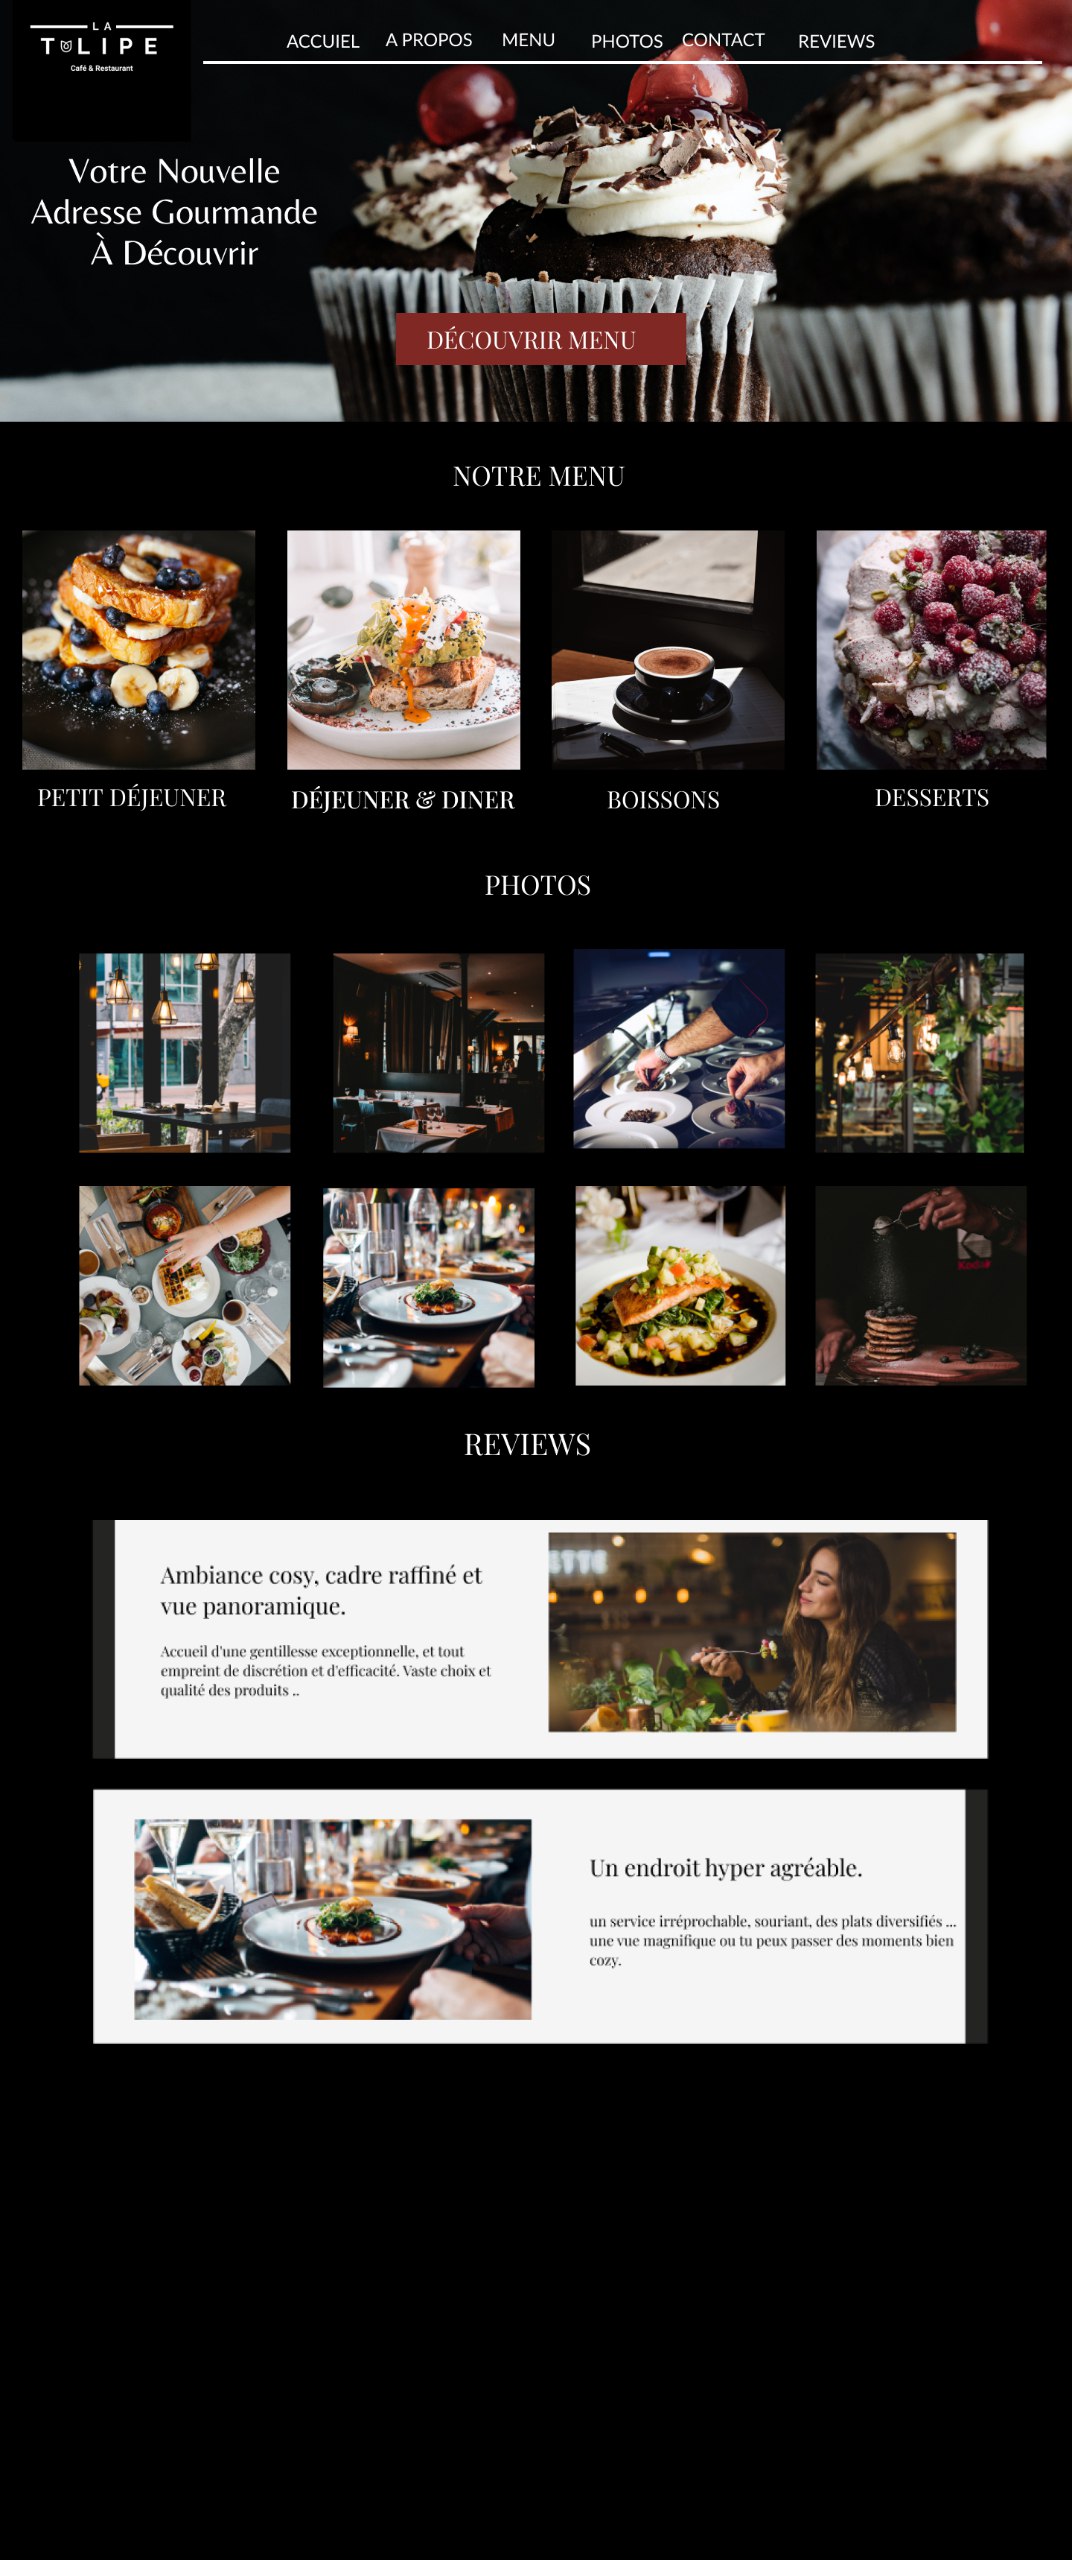 LA
TULIPE
Café & Restaurant
ACCUIEL A PROPOS MENU PHOTOS CONTACT REVIEWS
Votre Nouvelle
Adresse Gourmande
À Découvrir
DÉCOUVRIR MENU
NOTRE MENU
PETIT DÉJEUNER
DÉJEUNER & DINER
BOISSONS
DESSERTS
PHOTOS
Kodak
REVIEWS
Ambiance cosy, cadre raffiné et
vue panoramique.
Accueil d'une gentillesse exceptionnelle, et tout
empreint de discrétion et d'efficacité. Vaste choix et
qualité des produits ..
Un endroit hyper agréable.
un service irréprochable, souriant, des plats diversifiés ...
une vue magnifique ou tu peux passer des moments bien
cozy.